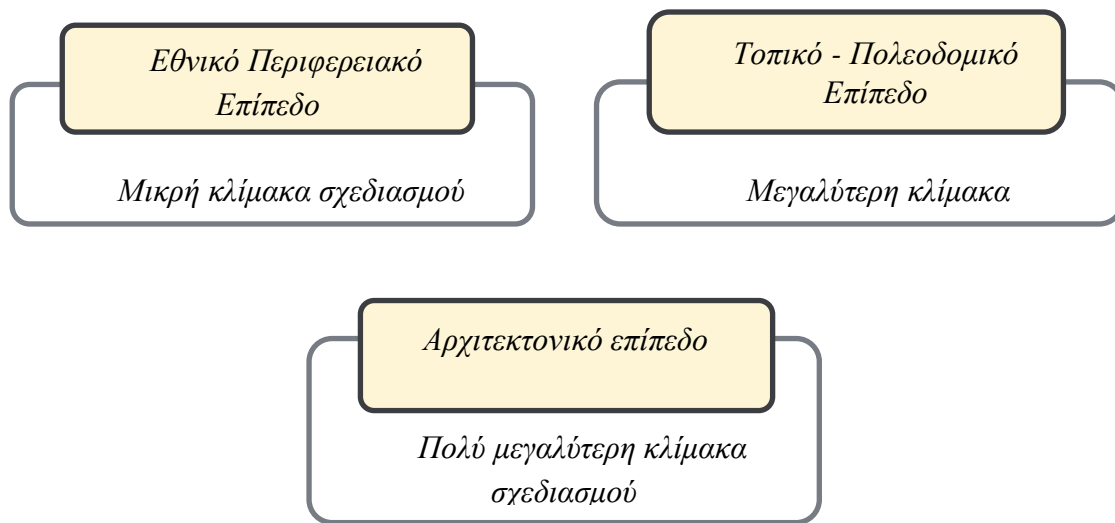 Εθνικό Περιφερειακό
Επίπεδο
Μικρή κλίμακα σχεδιασμού
Τοπικό - Πολεοδομικό
Επίπεδο
Μεγαλύτερη κλίμακα
Αρχιτεκτονικό επίπεδο
Πολύ μεγαλύτερη κλίμακα
σχεδιασμού